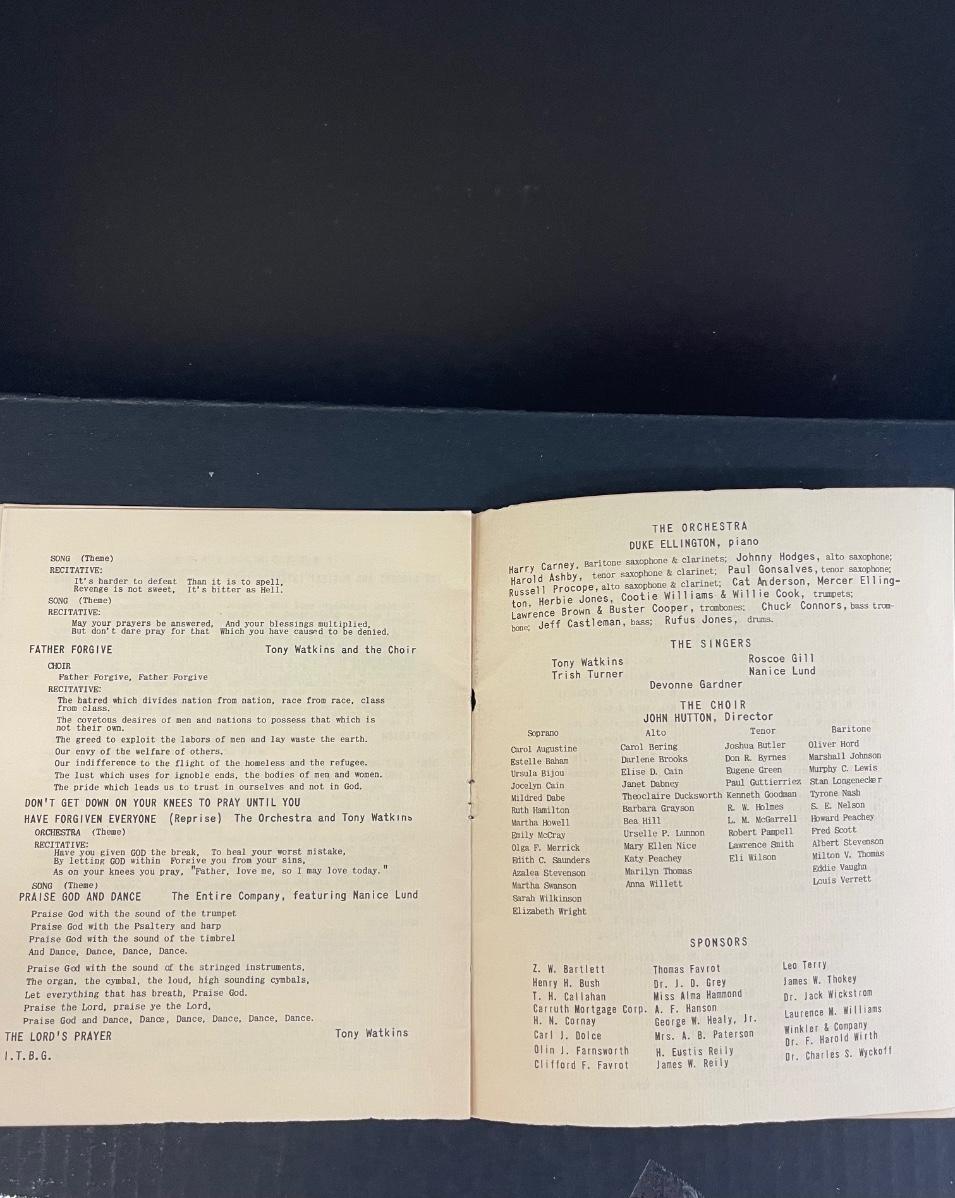 SONG (Theme)
RECITATIVE:
It's harder to defeat Than it is to spell,
Revenge is not sweet, It's bitter as Hell.
SONG (Theme)
RECITATIVE:
May your prayers be answered, And your blessings multiplied,
But don't dare pray for that Which you have caused to be denied.
FATHER FORGIVE Tony Watkins and the Choir
CHOIR
Father Forgive, Father Forgive
RECITATIVE:
The hatred which divides nation from nation, race from race, class
from class.
The covetous desires of men and nations to possess that which is
not their own.
The greed to exploit the labors of men and lay waste the earth.
Our envy of the welfare of others.
Our indifference to the flight of the homeless and the refugee.
The lust which uses for ignoble ends, the bodies of men and women.
The pride which leads us to trust in ourselves and not in God.
DON'T GET DOWN ON YOUR KNEES TO PRAY UNTIL YOU
HAVE FORGIVEN EVERYONE (Reprise) The Orchestra and Tony Watkins
ORCHESTRA (Theme)
RECITATIVE:
Have you given GOD the break, To heal your worst mistake,
By letting GOD within Forgive you from your sins,
As on your knees you pray, "Father, love me, so I may love today."
SONG (Theme)
PRAISE GOD AND DANCE The Entire Company, featuring Nanice Lund
Praise God with the sound of the trumpet
Praise God with the Psaltery and harp
Praise God with the sound of the timbrel
And Dance, Dance, Dance, Dance.
Praise God with the sound of the stringed instruments,
The organ, the cymbal, the loud, high sounding cymbals,
Let everything that has breath, Praise God.
Praise the Lord, praise ye the Lord,
Praise God and Dance, Dance, Dance, Dance, Dance, Dance.
THE LORD'S PRAYER Tony Watkins
I.T.B.G.
THE ORCHESTRA
DUKE ELLINGTON, piano
Harry Carney, Baritone saxophone & clarinets; Johnny Hodges, alto saxophone;
Harold Ashby, tenor saxophone & clarinet; Paul Gonsalves, tenor saxophone;
Russell Procope, alto saxophone & clarinet; Cat Anderson, Mercer Elling-
ton, Herbie Jones, Cootie Williams & Willie Cook, trumpets;
Lawrence Brown & Buster Cooper, trombones; Chuck Connors, bass trom-
bone; Jeff Castleman, bass; Rufus Jones, drums.
THE SINGERS
Tony Watkins Roscoe Gill
Trish Turner Nanice Lund
Devonne Gardner
THE CHOIR
JOHN HUTTON, Director
Soprano Alto Tenor Baritone
Carol Augustine Carol Bering Joshua Butler Oliver Hord
Estelle Baham Darlene Brooks Don R. Byrnes Marshall Johnson
Ursula Bijou Elise D. Cain Eugene Green Murphy C. Lewis
Jocelyn Cain Janet Dabney Paul Guttierriez Stan Longenecker
Mildred Dabe Theoclaire Ducksworth Kenneth Goodman Tyrone Nash
Ruth Hamilton Barbara Grayson R. W. Holmes S. E. Nelson
Martha Howell Bea Hill L. M. McGarrell Howard Peachey
Emily McCray Urselle P. Lunnon Robert Pampell Fred Scott
Olga F. Merrick Mary Ellen Nice Lawrence Smith Albert Stevenson
Edith C. Saunders Katy Peachey Eli Wilson Milton V. Thomas
Azalea Stevenson Marilyn Thomas Eddie Vaughn
Martha Swanson Anna Willett Louis Verrett
Sarah Wilkinson
Elizabeth Wright
SPONSORS
Z. W. Bartlett Thomas Favrot Leo Terry
Henry H. Bush Dr. J. D. Grey James W. Thokey
T. H. Callahan Miss Alma Hammond Dr. Jack Wickstrom
Carruth Mortgage Corp. A. F. Hanson Laurence M. Williams
H. N. Cornay George W. Healy, Jr. Winkler & Company
Carl J. Dolce Mrs. A. B. Paterson Dr. F. Harold Wirth
Olin J. Farnsworth H. Eustis Reily Dr. Charles S. Wyckoff
Clifford F. Favrot James W. Reily